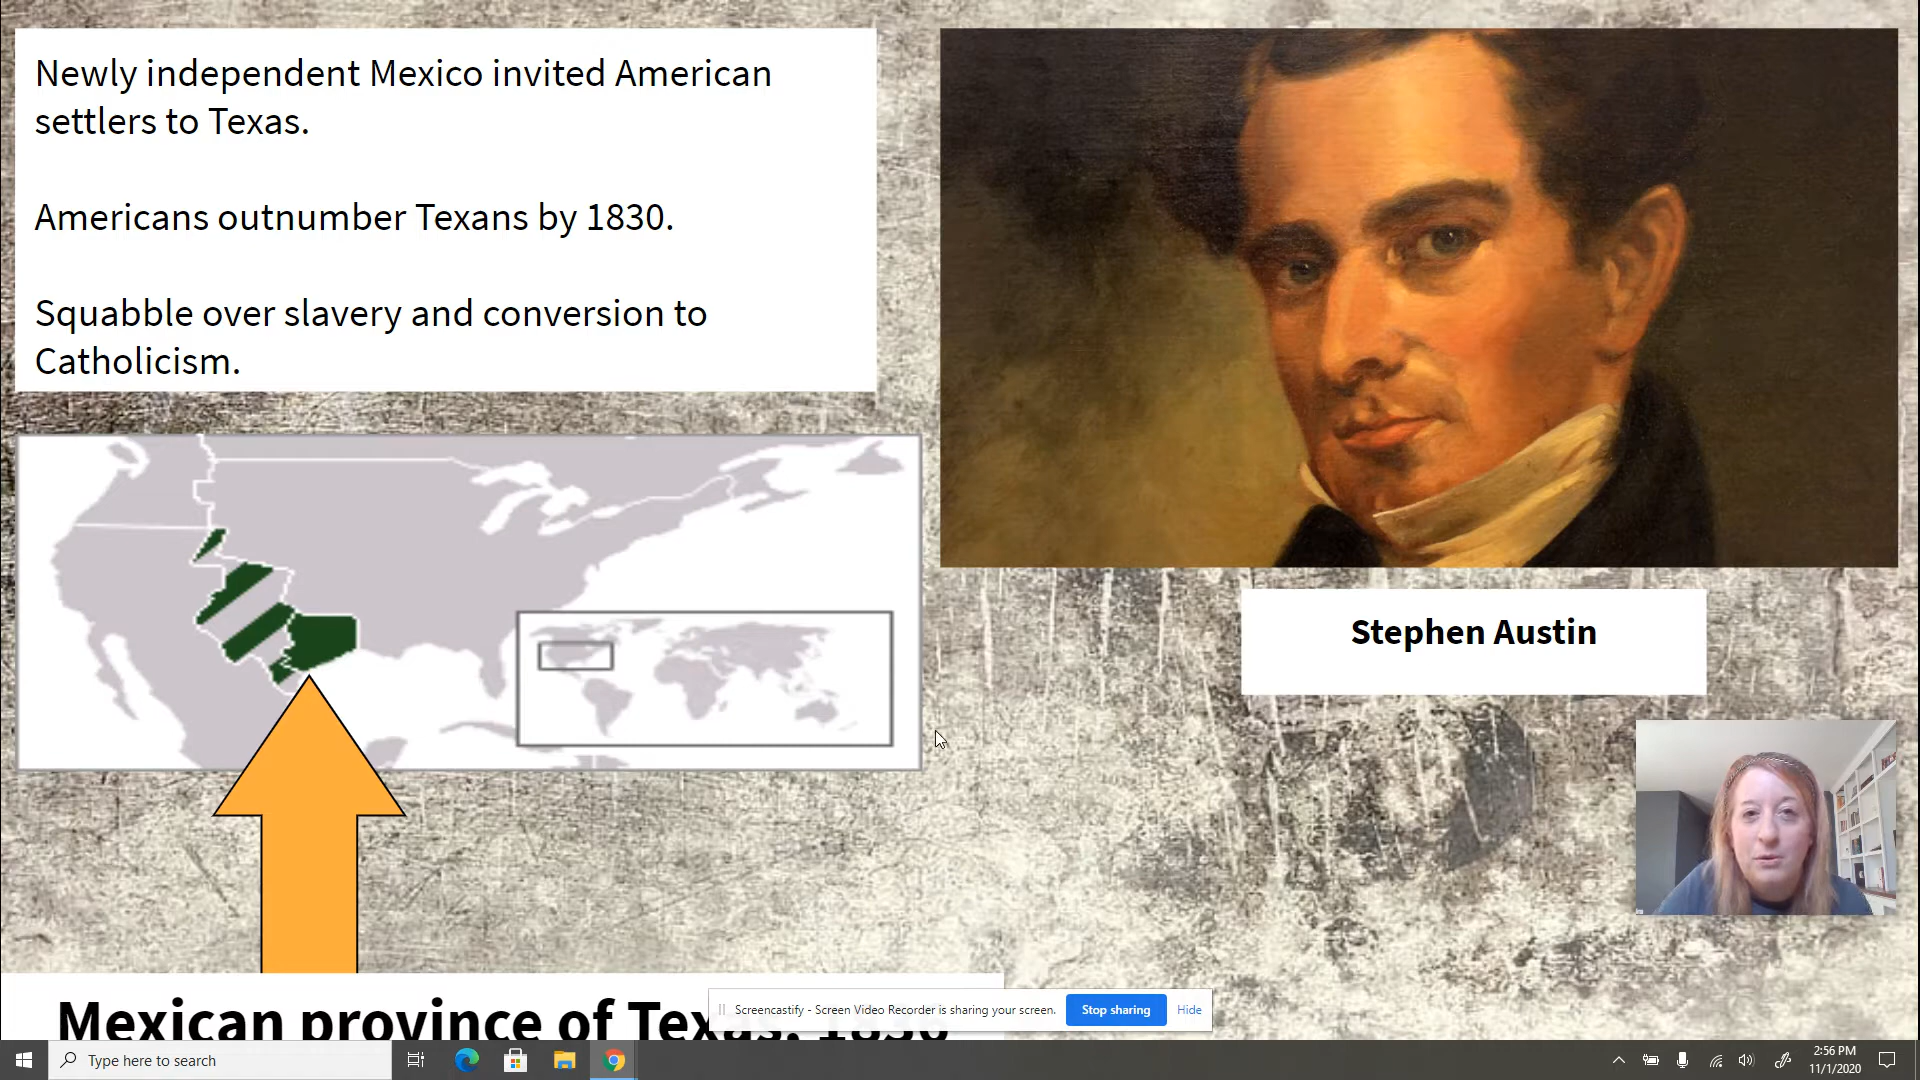 Newly independent Mexico invited American
settlers to Texas.
Americans outnumber Texans by 1830.
Squabble over slavery and conversion to
Catholicism.
Stephen Austin
Mexican province of
Screencastify - Screen Video Recorder is sharing your screen.
Stop sharing
Hide
Type here to search
2:56 PM
11/1/2020